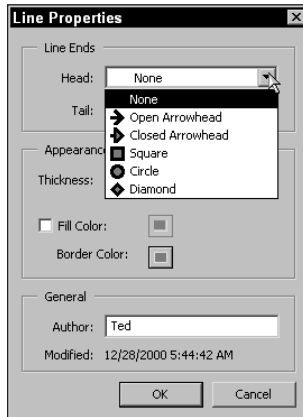 Line Properties
Line Ends
Head: None
None
Tail:
Open Arrowhead
Closed Arrowhead
Appearanc
Square
Circle
Thickness:
Diamond
Fill Color:
Border Color:
General
Author: Ted
Modified: 12/28/2000 5:44:42 AM
OK Cancel